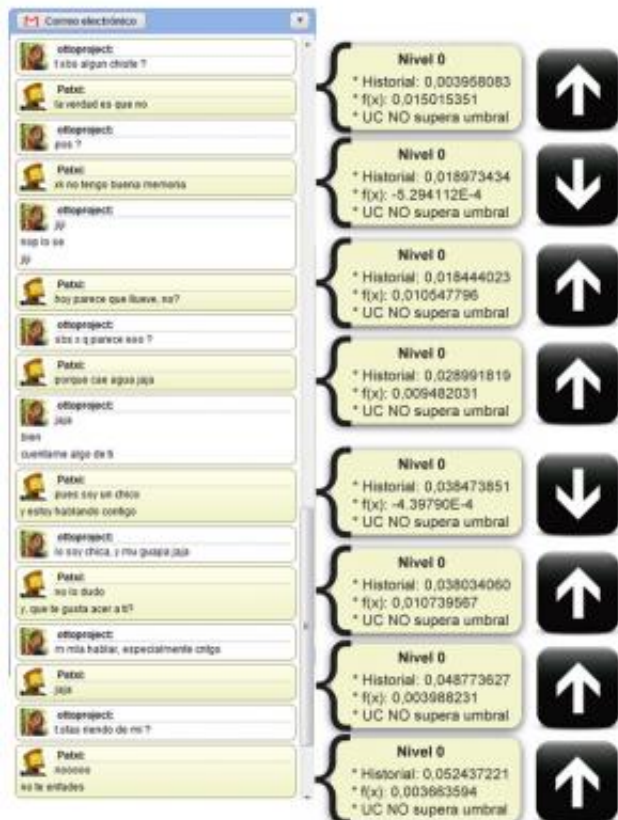 Correo electrónico
ottoproject:
t sbs algun chiste ?
Patxi:
la verdad es que no
ottoproject:
pos ?
Patxi:
xk no tengo buena memoria
ottoproject:
jiji
nop lo se
jiji
Patxi:
hoy parece que llueve, no?
ottoproject:
sbs x q parece eso ?
Patxi:
porque cae agua jaja
ottoproject:
jaja
bien
cuentame algo de ti
Patxi:
pues soy un chico
y estoy hablando contigo
ottoproject:
io soy chica, y mu guapa jaja
Patxi:
no lo dudo
y, que te gusta acer a ti?
ottoproject:
m mla hablar, especialmente cntgo
Patxi:
jaja
ottoproject:
t stas riendo de mi ?
Patxi:
nooooo
no te enfades
Nivel 0
* Historial: 0,003958083
* f(x): 0,015015351
* UC NO supera umbral
Nivel 0
* Historial: 0,018973434
* f(x): -5.294112E-4
* UC NO supera umbral
Nivel 0
* Historial: 0,018444023
* f(x): 0,010547796
* UC NO supera umbral
Nivel 0
* Historial: 0,028991819
* f(x): 0,009482031
* UC NO supera umbral
Nivel 0
* Historial: 0,038473851
* f(x): -4.39790E-4
* UC NO supera umbral
Nivel 0
* Historial: 0,038034060
* f(x): 0,010739567
* UC NO supera umbral
Nivel 0
* Historial: 0,048773627
* f(x): 0,003988231
* UC NO supera umbral
Nivel 0
* Historial: 0,052437221
* f(x): 0,003663594
* UC NO supera umbral